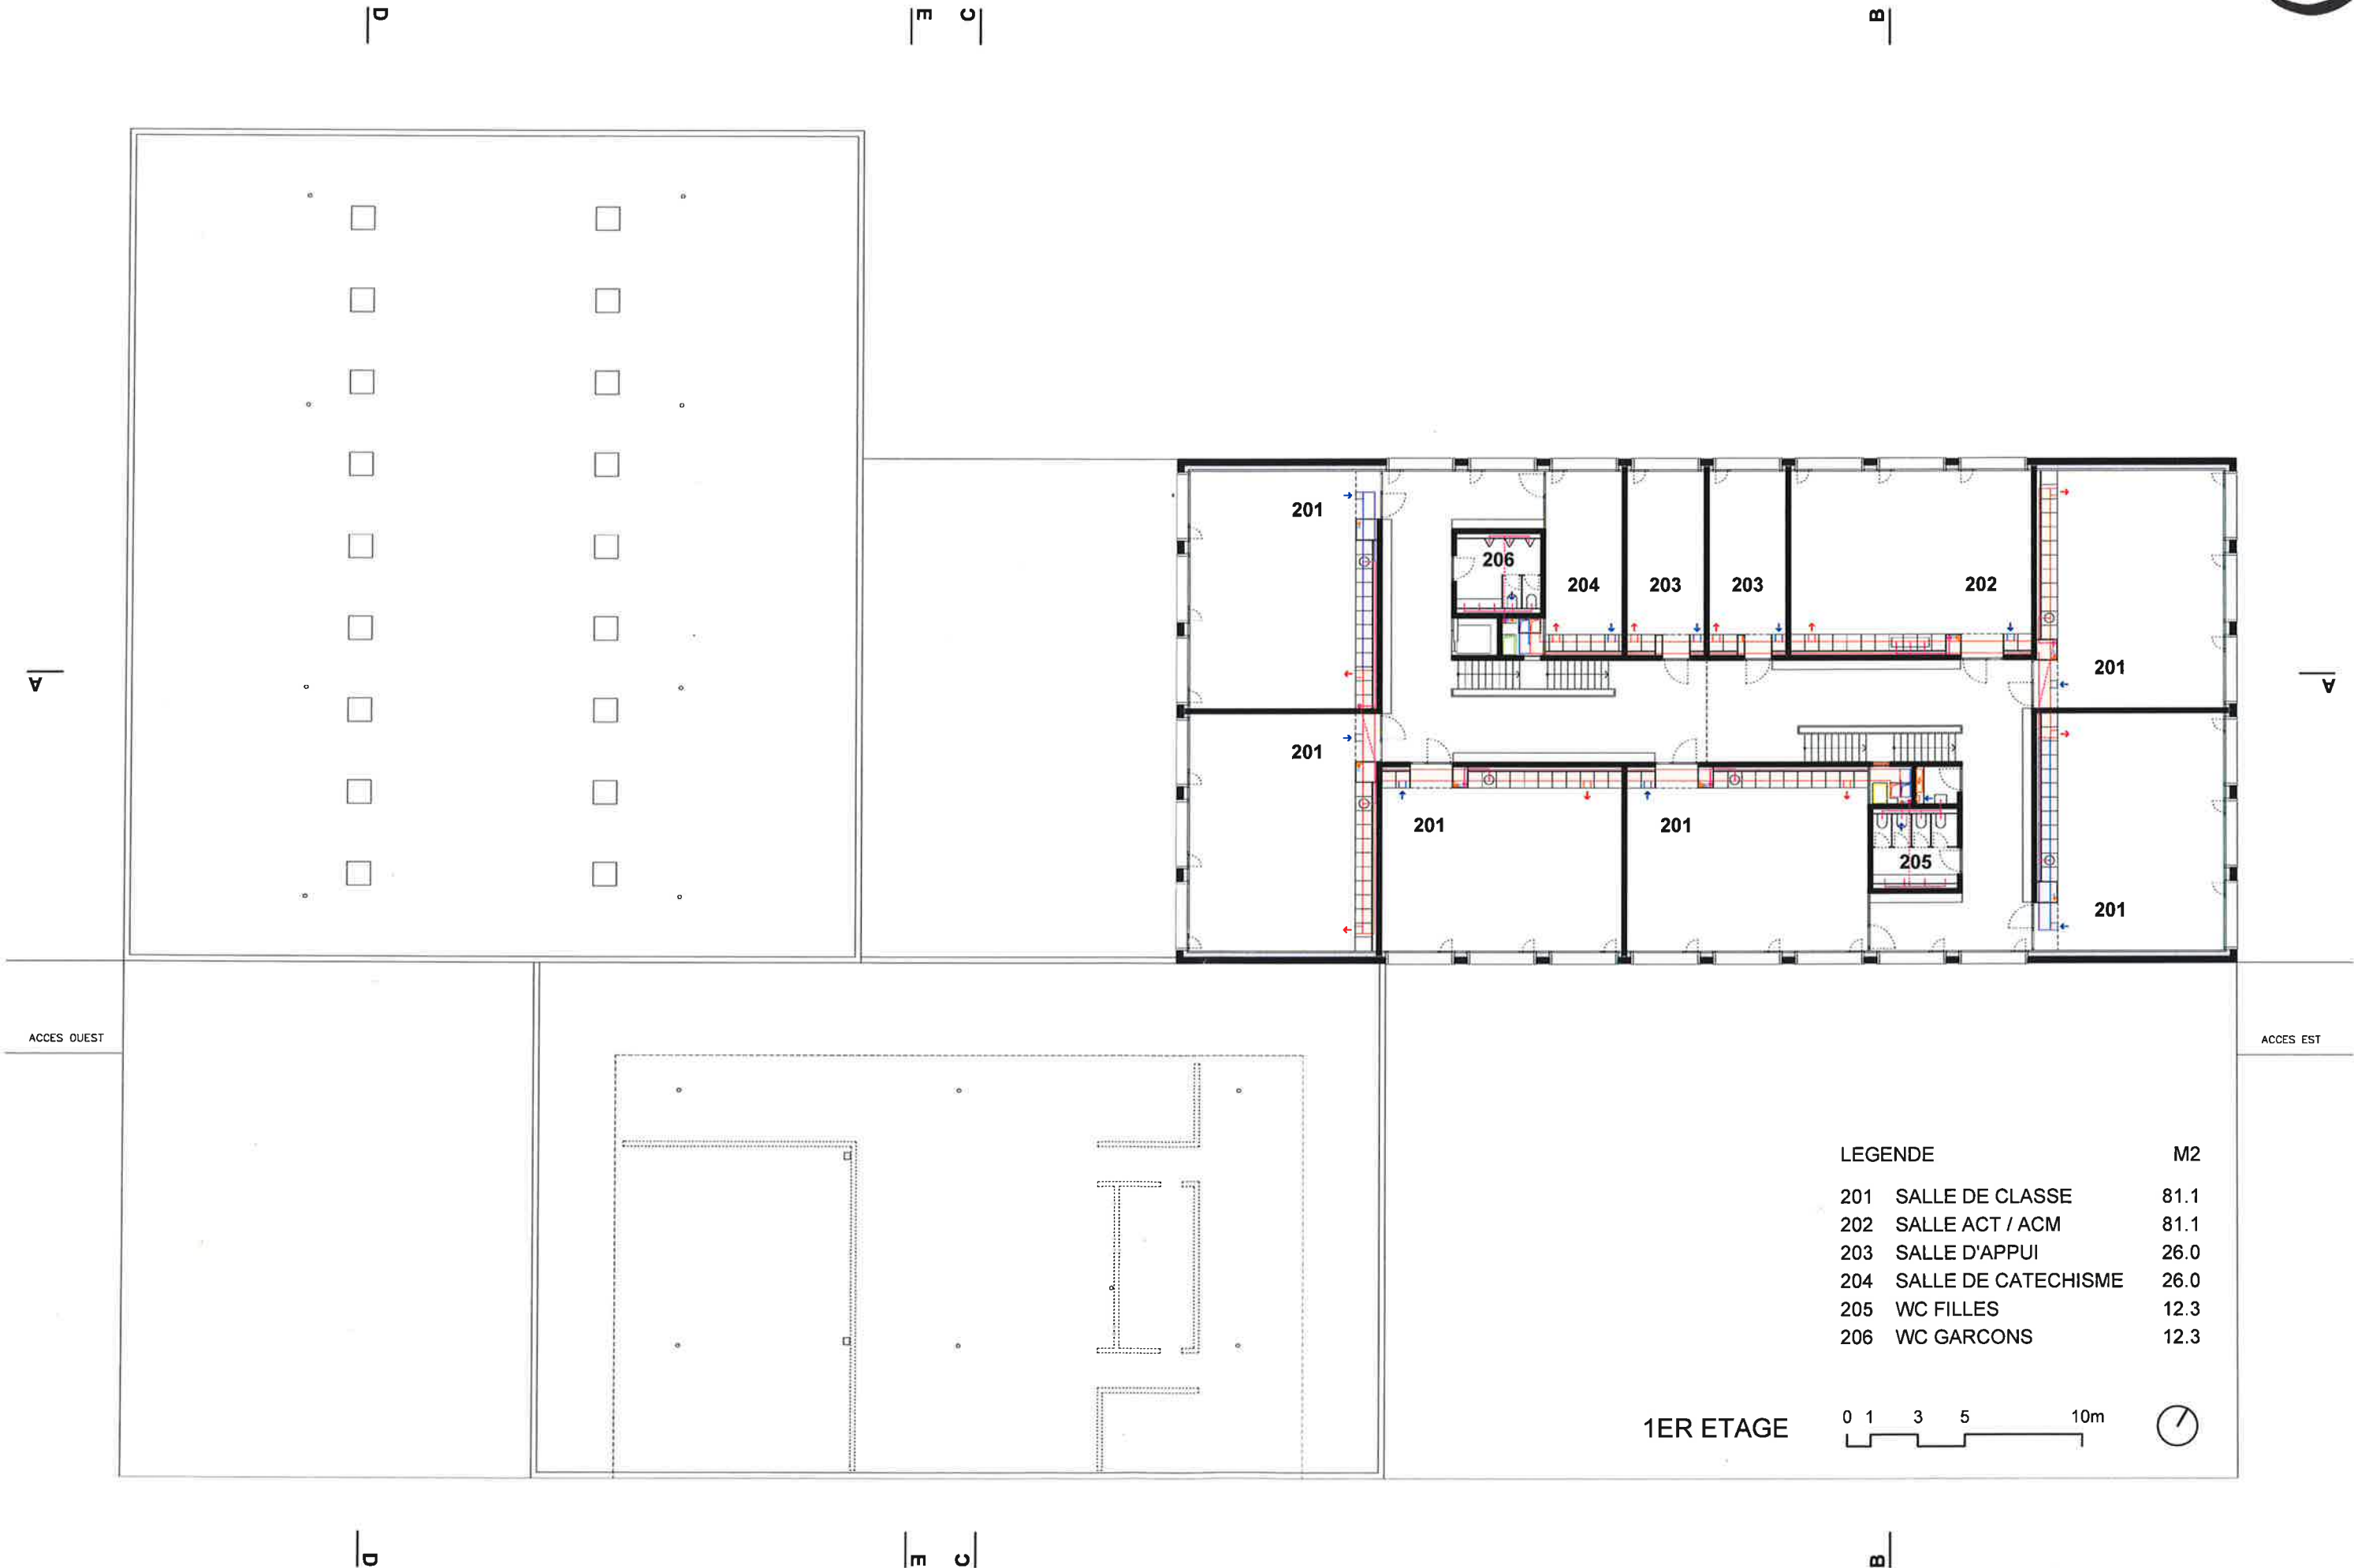 D
E C
B
201
206
204 203 203 202
201
A
A
201
201 201
205
201
ACCES OUEST
ACCES EST
LEGENDE M2
201 SALLE DE CLASSE 81.1
202 SALLE ACT / ACM 81.1
203 SALLE D'APPUI 26.0
204 SALLE DE CATECHISME 26.0
205 WC FILLES 12.3
206 WC GARCONS 12.3
1ER ETAGE 0 1 3 5 10m
D
E C
B